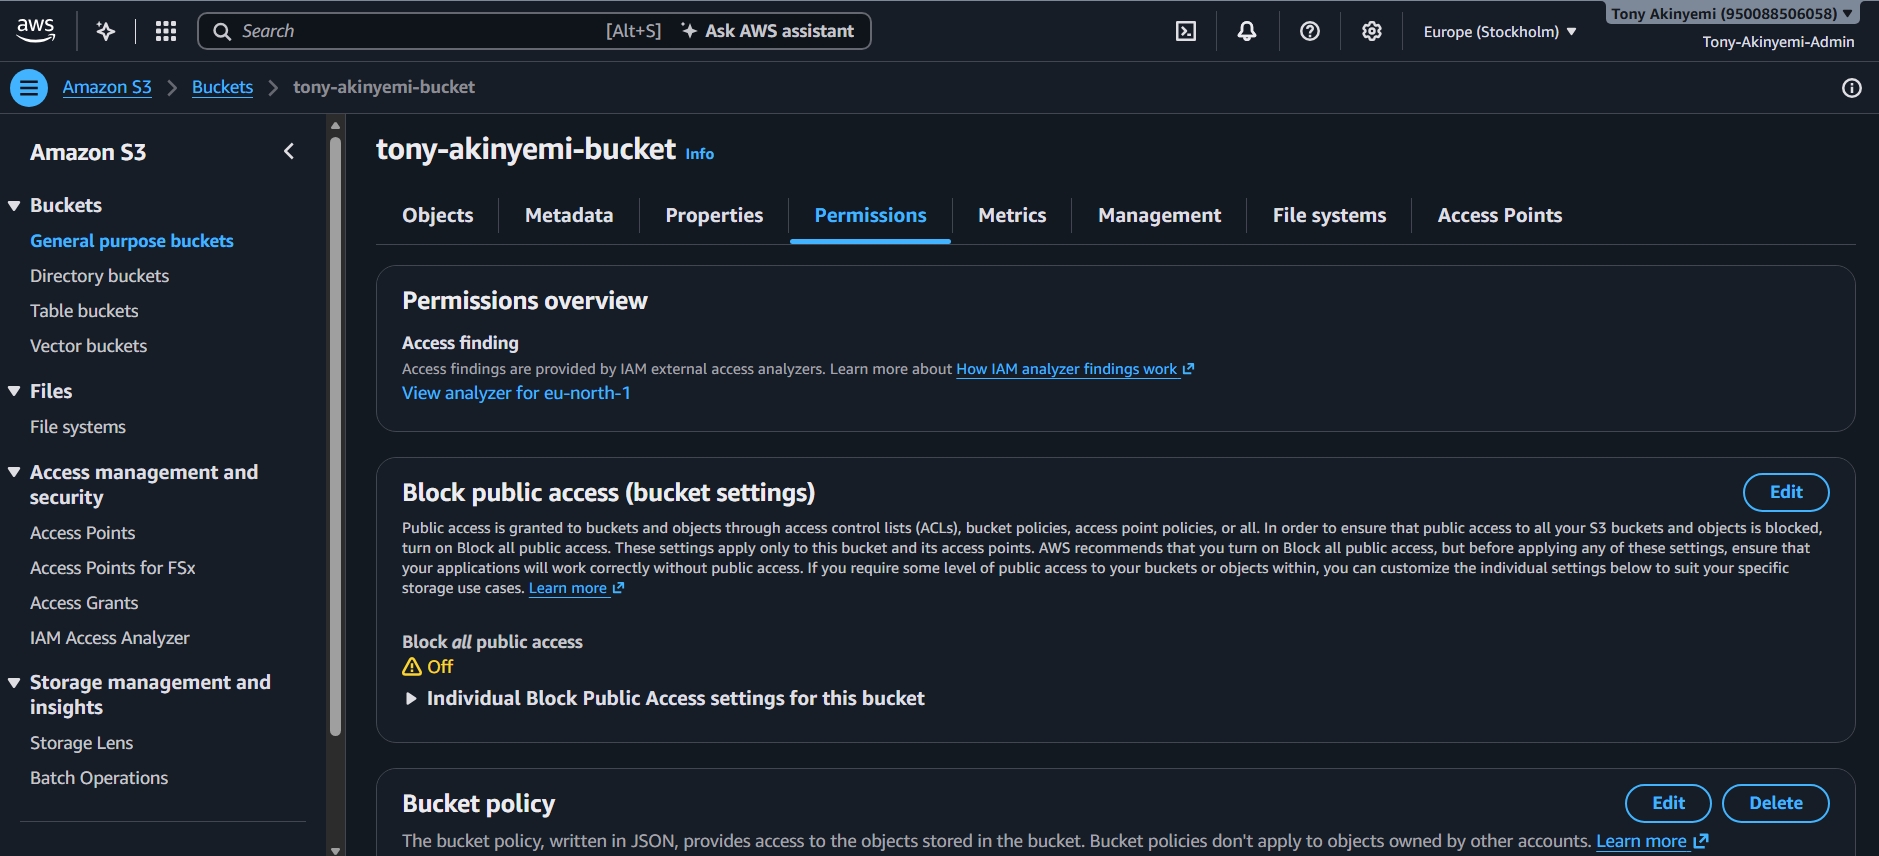 aws
Search [Alt+S] Ask AWS assistant
Europe (Stockholm)
Tony Akinyemi (950088506058)
Tony-Akinyemi-Admin
Amazon S3 > Buckets > tony-akinyemi-bucket
Amazon S3
Buckets
General purpose buckets
Directory buckets
Table buckets
Vector buckets
Files
File systems
Access management and
security
Access Points
Access Points for FSx
Access Grants
IAM Access Analyzer
Storage management and
insights
Storage Lens
Batch Operations
tony-akinyemi-bucket Info
Objects Metadata Properties Permissions Metrics Management File systems Access Points
Permissions overview
Access finding
Access findings are provided by IAM external access analyzers. Learn more about How IAM analyzer findings work
View analyzer for eu-north-1
Block public access (bucket settings)
Edit
Public access is granted to buckets and objects through access control lists (ACLs), bucket policies, access point policies, or all. In order to ensure that public access to all your S3 buckets and objects is blocked,
turn on Block all public access. These settings apply only to this bucket and its access points. AWS recommends that you turn on Block all public access, but before applying any of these settings, ensure that
your applications will work correctly without public access. If you require some level of public access to your buckets or objects within, you can customize the individual settings below to suit your specific
storage use cases. Learn more
Block all public access
Off
Individual Block Public Access settings for this bucket
Bucket policy
Edit Delete
The bucket policy, written in JSON, provides access to the objects stored in the bucket. Bucket policies don't apply to objects owned by other accounts. Learn more